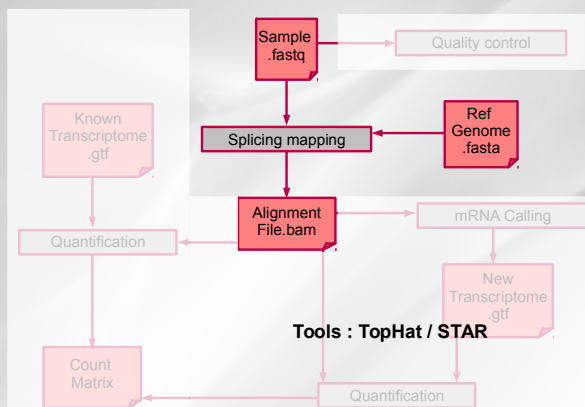 Sample
.fastq
Quality control
Known
Transcriptome
.gtf
Ref
Genome
.fasta
Splicing mapping
Alignment
File.bam
mRNA Calling
Quantification
New
Transcriptome
.gtf
Tools : TopHat / STAR
Count
Matrix
Quantification